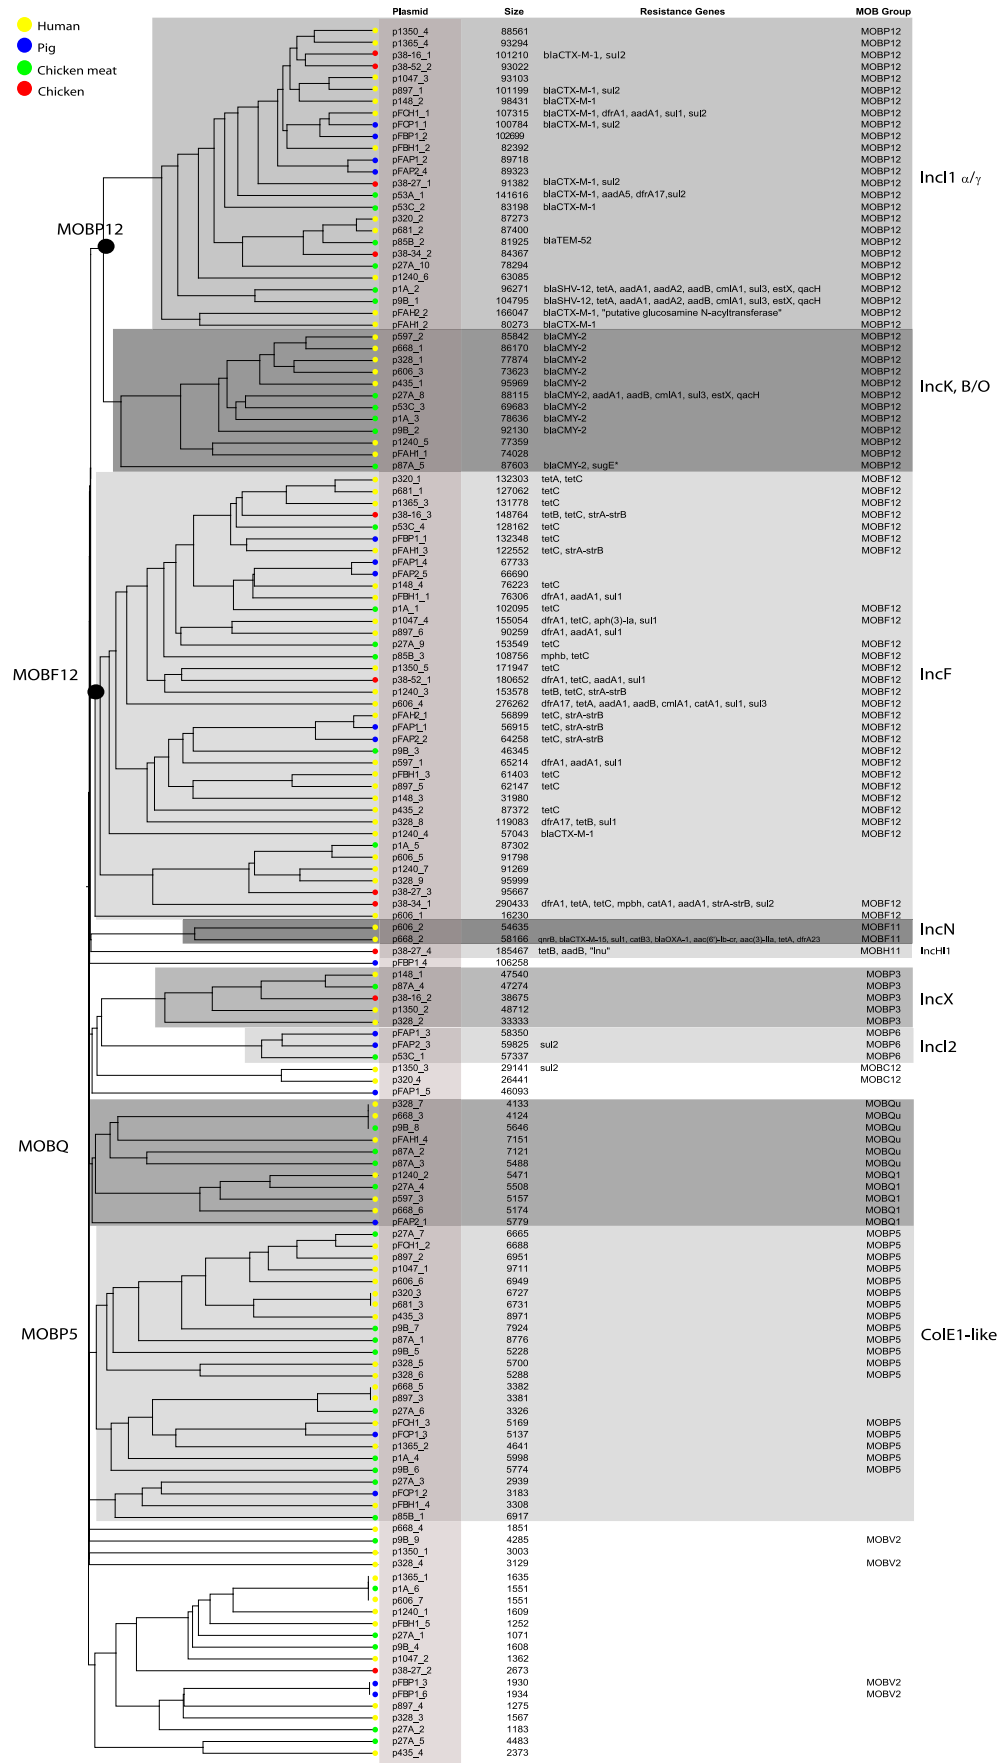 Plasmid Size Resistance Genes MOB Group
Human
Pig
Chicken meat
Chicken
p1350_4 88561 MOBP12
p1365_4 93294 MOBP12
p38-16_1 101210 blaCTX-M-1, sul2 MOBP12
p38-52_2 93022 MOBP12
p1047_3 93103 MOBP12
p897_1 101199 blaCTX-M-1, sul2 MOBP12
p148_2 98431 blaCTX-M-1 MOBP12
pFCH1_1 107315 blaCTX-M-1, dfrA1, aadA1, sul1, sul2 MOBP12
pFCP1_1 100784 blaCTX-M-1, sul2 MOBP12
pFBP1_2 102699 MOBP12
pFBH1_2 82392 MOBP12
pFAP1_2 89718 MOBP12
pFAP2_4 89323 MOBP12
IncI1 α/γ
p38-27_1 91382 blaCTX-M-1, sul2 MOBP12
p53A_1 141616 blaCTX-M-1, aadA5, dfrA17,sul2 MOBP12
p53C_2 83198 blaCTX-M-1 MOBP12
p320_2 87273 MOBP12
MOBP12
p681_2 87400 MOBP12
p85B_2 81925 blaTEM-52 MOBP12
p38-34_2 84367 MOBP12
p27A_10 78294 MOBP12
p1240_6 63085 MOBP12
p1A_2 96271 blaSHV-12, tetA, aadA1, aadA2, aadB, cmlA1, sul3, estX, qacH MOBP12
p9B_1 104795 blaSHV-12, tetA, aadA1, aadA2, aadB, cmlA1, sul3, estX, qacH MOBP12
pFAH2_2 166047 blaCTX-M-1, "putative glucosamine N-acyltransferase" MOBP12
pFAH1_2 80273 blaCTX-M-1 MOBP12
p597_2 85842 blaCMY-2 MOBP12
p668_1 86170 blaCMY-2 MOBP12
p328_1 77874 blaCMY-2 MOBP12
p606_3 73623 blaCMY-2 MOBP12
p435_1 95969 blaCMY-2 MOBP12
IncK, B/O
p27A_8 88115 blaCMY-2, aadA1, aadB, cmlA1, sul3, estX, qacH MOBP12
p53C_3 69683 blaCMY-2 MOBP12
p1A_3 78636 blaCMY-2 MOBP12
p9B_2 92130 blaCMY-2 MOBP12
p1240_5 77359 MOBP12
pFAH1_1 74028 MOBP12
p87A_5 87603 blaCMY-2, sugE* MOBP12
p320_1 132303 tetA, tetC MOBF12
p681_1 127062 tetC MOBF12
p1365_3 131778 tetC MOBF12
p38-16_3 148764 tetB, tetC, strA-strB MOBF12
p53C_4 128162 tetC MOBF12
pFBP1_1 132348 tetC MOBF12
pFAH1_3 122552 tetC, strA-strB MOBF12
pFAP1_4 67733
pFAP2_5 66690
p148_4 76223 tetC
pFBH1_1 76306 dfrA1, aadA1, sul1
p1A_1 102095 tetC MOBF12
p1047_4 155054 dfrA1, tetC, aph(3)-Ia, sul1 MOBF12
p897_6 90259 dfrA1, aadA1, sul1
p27A_9 153549 tetC MOBF12
p85B_3 108756 mphb, tetC MOBF12
MOBF12
p1350_5 171947 tetC MOBF12
IncF
p38-52_1 180652 dfrA1, tetC, aadA1, sul1 MOBF12
p1240_3 153578 tetB, tetC, strA-strB MOBF12
p606_4 276262 dfrA17, tetA, aadA1, aadB, cmlA1, catA1, sul1, sul3 MOBF12
pFAH2_1 56899 tetC, strA-strB MOBF12
pFAP1_1 56915 tetC, strA-strB MOBF12
pFAP2_2 64258 tetC, strA-strB MOBF12
p9B_3 46345 MOBF12
p597_1 65214 dfrA1, aadA1, sul1 MOBF12
pFBH1_3 61403 tetC MOBF12
p897_5 62147 tetC MOBF12
p148_3 31980 MOBF12
p435_2 87372 tetC MOBF12
p328_8 119083 dfrA17, tetB, sul1 MOBF12
p1240_4 57043 blaCTX-M-1 MOBF12
p1A_5 87302
p606_5 91798
p1240_7 91269
p328_9 95999
p38-27_3 95667
p38-34_1 290433 dfrA1, tetA, tetC, mpbh, catA1, aadA1, strA-strB, sul2 MOBF12
p606_1 16230 MOBF12
p606_2 54635 MOBF11
IncN
p668_2 58166 qnrB, blaCTX-M-15, sul1, catB3, blaOXA-1, aac(6')-Ib-cr, aac(3)-IIa, tetA, dfrA23 MOBF11
p38-27_4 185467 tetB, aadB, "lnu" MOBH11 IncHI1
pFBP1_4 106258
p148_1 47540 MOBP3
p87A_4 47274 MOBP3
p38-16_2 38675 MOBP3
IncX
p1350_2 48712 MOBP3
p328_2 33333 MOBP3
pFAP1_3 58350 MOBP6
pFAP2_3 59825 sul2 MOBP6
IncI2
p53C_1 57337 MOBP6
p1350_3 29141 sul2 MOBC12
p320_4 26441 MOBC12
pFAP1_5 46093
p328_7 4133 MOBQu
p668_3 4124 MOBQu
p9B_8 5646 MOBQu
pFAH1_4 7151 MOBQu
MOBQ
p87A_2 7121 MOBQu
p87A_3 5488 MOBQu
p1240_2 5471 MOBQ1
p27A_4 5508 MOBQ1
p597_3 5157 MOBQ1
p668_6 5174 MOBQ1
pFAP2_1 5779 MOBQ1
p27A_7 6665 MOBP5
pFCH1_2 6688 MOBP5
p897_2 6951 MOBP5
p1047_1 9711 MOBP5
p606_6 6949 MOBP5
p320_3 6727 MOBP5
p681_3 6731 MOBP5
p435_3 8971 MOBP5
p9B_7 7924 MOBP5
MOBP5
ColE1-like
p87A_1 8776 MOBP5
p9B_5 5228 MOBP5
p328_5 5700 MOBP5
p328_6 5288 MOBP5
p668_5 3382
p897_3 3381
p27A_6 3326
pFCH1_3 5169 MOBP5
pFCP1_3 5137 MOBP5
p1365_2 4641 MOBP5
p1A_4 5998 MOBP5
p9B_6 5774 MOBP5
p27A_3 2939
pFCP1_2 3183
pFBH1_4 3308
p85B_1 6917
p668_4 1851
p9B_9 4285 MOBV2
p1350_1 3003
p328_4 3129 MOBV2
p1365_1 1635
p1A_6 1551
p606_7 1551
p1240_1 1609
pFBH1_5 1252
p27A_1 1071
p9B_4 1608
p1047_2 1362
p38-27_2 2673
pFBP1_3 1930 MOBV2
pFBP1_6 1934 MOBV2
p897_4 1275
p328_3 1567
p27A_2 1183
p27A_5 4483
p435_4 2373